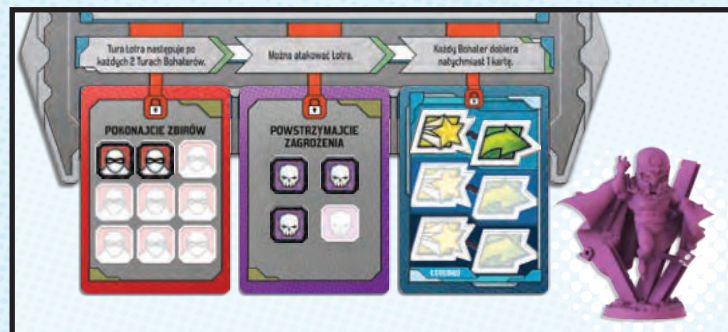 Tura Łotra następuje po
każdych 2 Turach Bohaterów.
Można atakować Łotra.
Każdy Bohater dobiera
natychmiast 1 kartę.
POKONAJCIE ZBIRÓW
POWSTRZYMAJCIE
ZAGROŻENIA